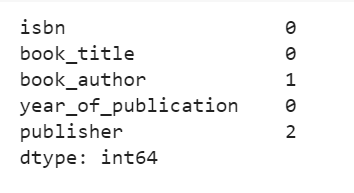 isbn 0
book_title 0
book_author 1
year_of_publication 0
publisher 2
dtype: int64